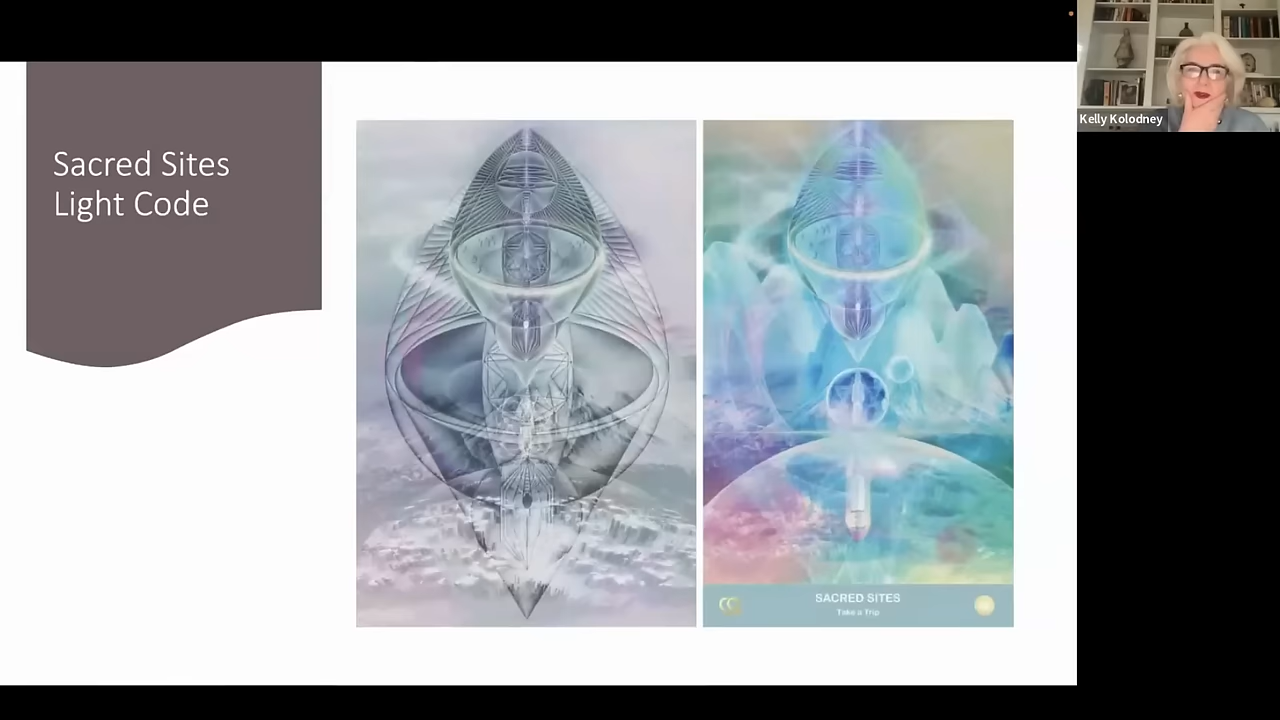 Sacred Sites
Light Code
SACRED SITES
Take a Trip
Kelly Kolodney